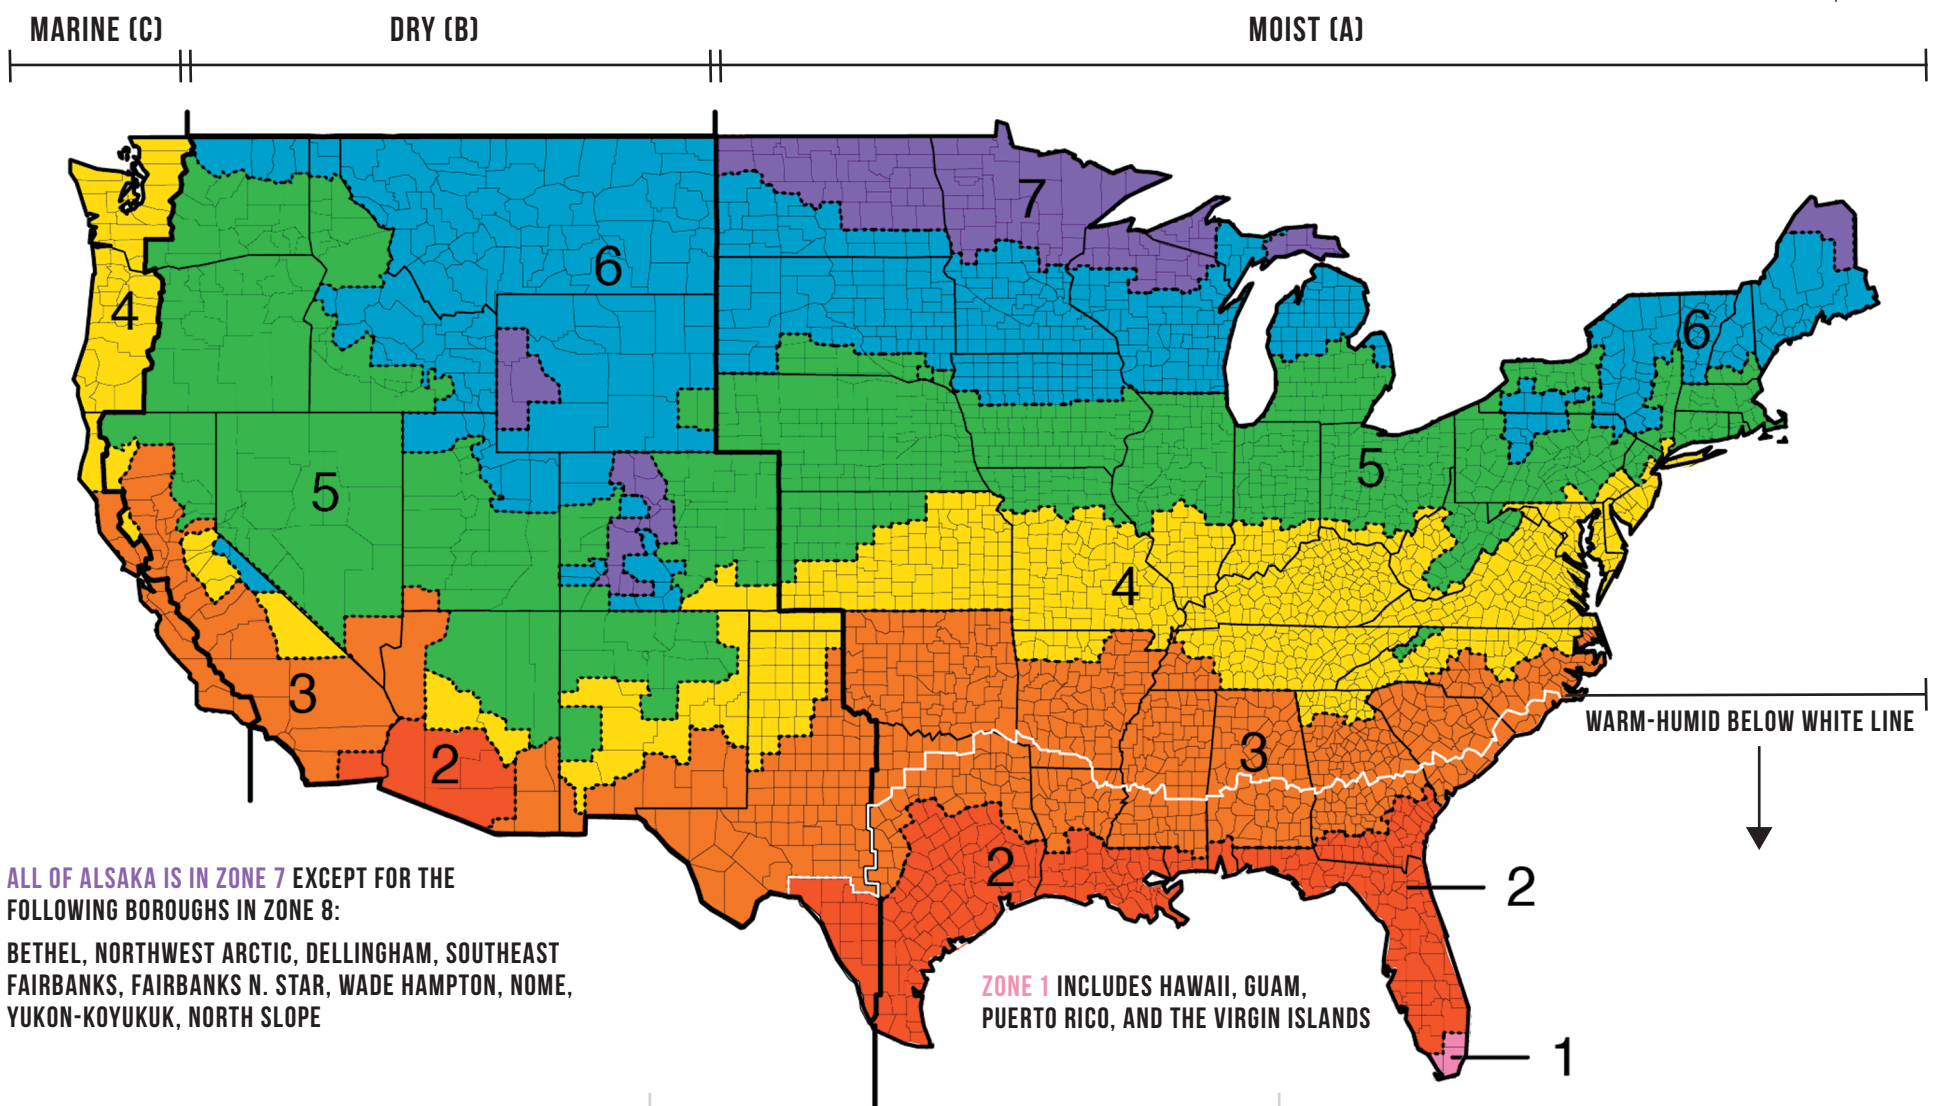 MARINE (C)
DRY (B)
MOIST (A)
7
6
4
6
5
5
4
3
2
3
2
WARM-HUMID BELOW WHITE LINE
2
1
ALL OF ALSAKA IS IN ZONE 7 EXCEPT FOR THE
FOLLOWING BOROUGHS IN ZONE 8:
BETHEL, NORTHWEST ARCTIC, DELLINGHAM, SOUTHEAST
FAIRBANKS, FAIRBANKS N. STAR, WADE HAMPTON, NOME,
YUKON-KOYUKUK, NORTH SLOPE
ZONE 1 INCLUDES HAWAII, GUAM,
PUERTO RICO, AND THE VIRGIN ISLANDS